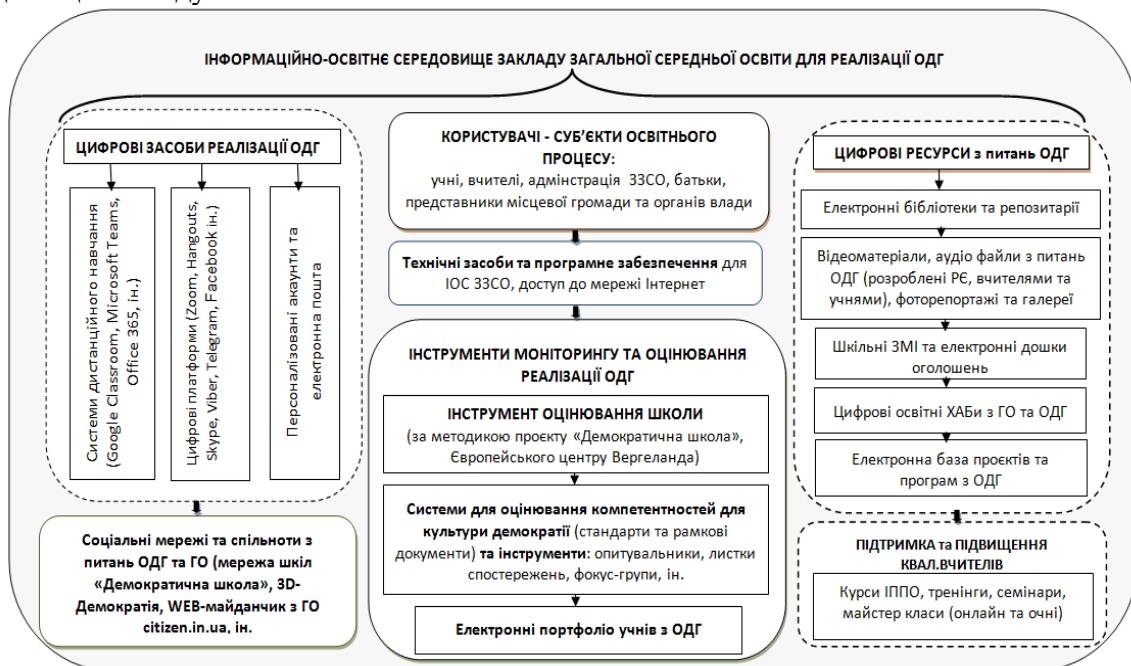 ІНФОРМАЦІЙНО-ОСВІТНЄ СЕРЕДОВИЩЕ ЗАКЛАДУ ЗАГАЛЬНОЇ СЕРЕДНЬОЇ ОСВІТИ ДЛЯ РЕАЛІЗАЦІЇ ОДГ
ЦИФРОВІ ЗАСОБИ РЕАЛІЗАЦІЇ ОДГ
Системи дистанційного навчання
(Google Classroom, Microsoft Teams,
Office 365, ін.)
Цифрові платформи (Zoom, Hangouts,
Skype, Viber, Telegram, Facebook ін.)
Персоналізовані акаунти та
електронна пошта
Соціальні мережі та спільноти з
питань ОДГ та ГО (мережа шкіл
«Демократична школа», 3D-
Демократія, WEB-майданчик з ГО
citizen.in.ua, ін.
КОРИСТУВАЧІ - СУБ’ЄКТИ ОСВІТНЬОГО
ПРОЦЕСУ:
учні, вчителі, адмінстрація ЗЗСО, батьки,
представники місцевої громади та органів влади
Технічні засоби та програмне забезпечення для
ІОС ЗЗСО, доступ до мережі Інтернет
ІНСТРУМЕНТИ МОНІТОРИНГУ ТА ОЦІНЮВАННЯ
РЕАЛІЗАЦІЇ ОДГ
ІНСТРУМЕНТ ОЦІНЮВАННЯ ШКОЛИ
(за методикою проєкту «Демократична школа»,
Європейського центру Вергеланда)
Системи для оцінювання компетентностей для
культури демократії (стандарти та рамкові
документи) та інструменти: опитувальники, листки
спостережень, фокус-групи, ін.
Електронні портфоліо учнів з ОДГ
ЦИФРОВІ РЕСУРСИ з питань ОДГ
Електронні бібліотеки та репозитарії
Відеоматеріали, аудіо файли з питань
ОДГ (розроблені РЄ, вчителями та
учнями), фоторепортажі та галереї
Шкільні ЗМІ та електронні дошки
оголошень
Цифрові освітні ХАБи з ГО та ОДГ
Електронна база проєктів та
програм з ОДГ
ПІДТРИМКА та ПІДВИЩЕННЯ
КВАЛ.ВЧИТЕЛІВ
Курси ІППО, тренінги, семінари,
майстер класи (онлайн та очні)